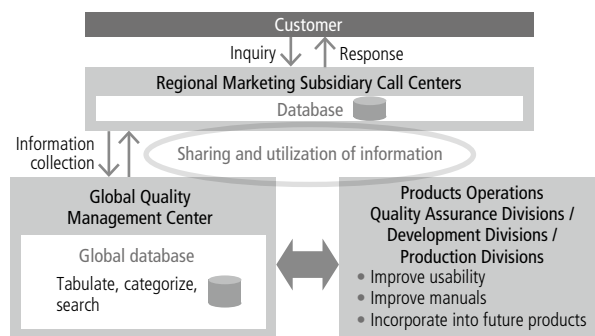 Customer
Inquiry
Response
Regional Marketing Subsidiary Call Centers
Database
Information
collection
Sharing and utilization of information
Global Quality
Management Center
Global database
Tabulate, categorize,
search
Products Operations
Quality Assurance Divisions /
Development Divisions /
Production Divisions
• Improve usability
• Improve manuals
• Incorporate into future products